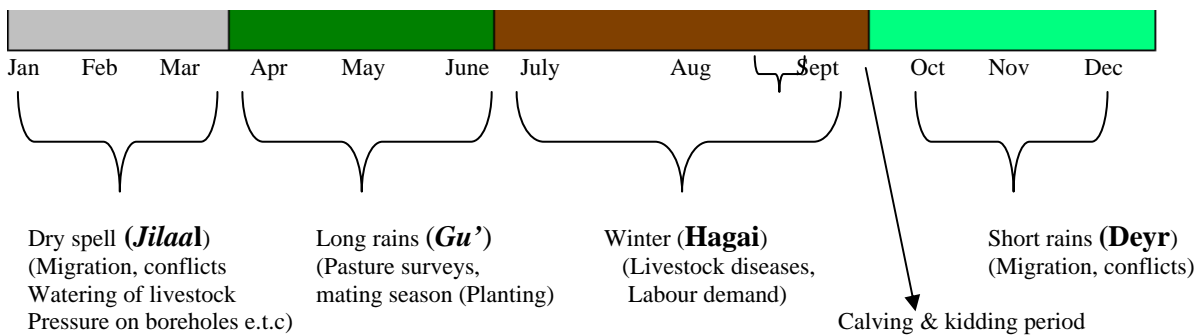 Jan Feb Mar Apr May June July Aug Sept Oct Nov Dec
Dry spell (Jilaal)
(Migration, conflicts
Watering of livestock
Pressure on boreholes e.t.c)
Long rains (Gu’)
(Pasture surveys,
mating season (Planting)
Winter (Hagai)
(Livestock diseases,
Labour demand)
Short rains (Deyr)
(Migration, conflicts)
Calving & kidding period